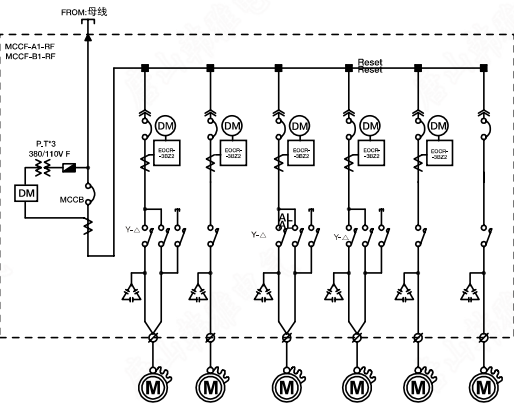 FROM:母线
MCCF-A1-RF
MCCF-B1-RF
Reset
Reset
P.T*3
380/110V F
DM
MCCB
DM
DM
DM
DM
DM
EOCR-
-3BZ2
EOCR-
-3BZ2
EOCR-
-3BZ2
EOCR-
-3BZ2
EOCR-
-3BZ2
Y-△
Y-△
Y-△
A
A
M
M
M
M
M
M